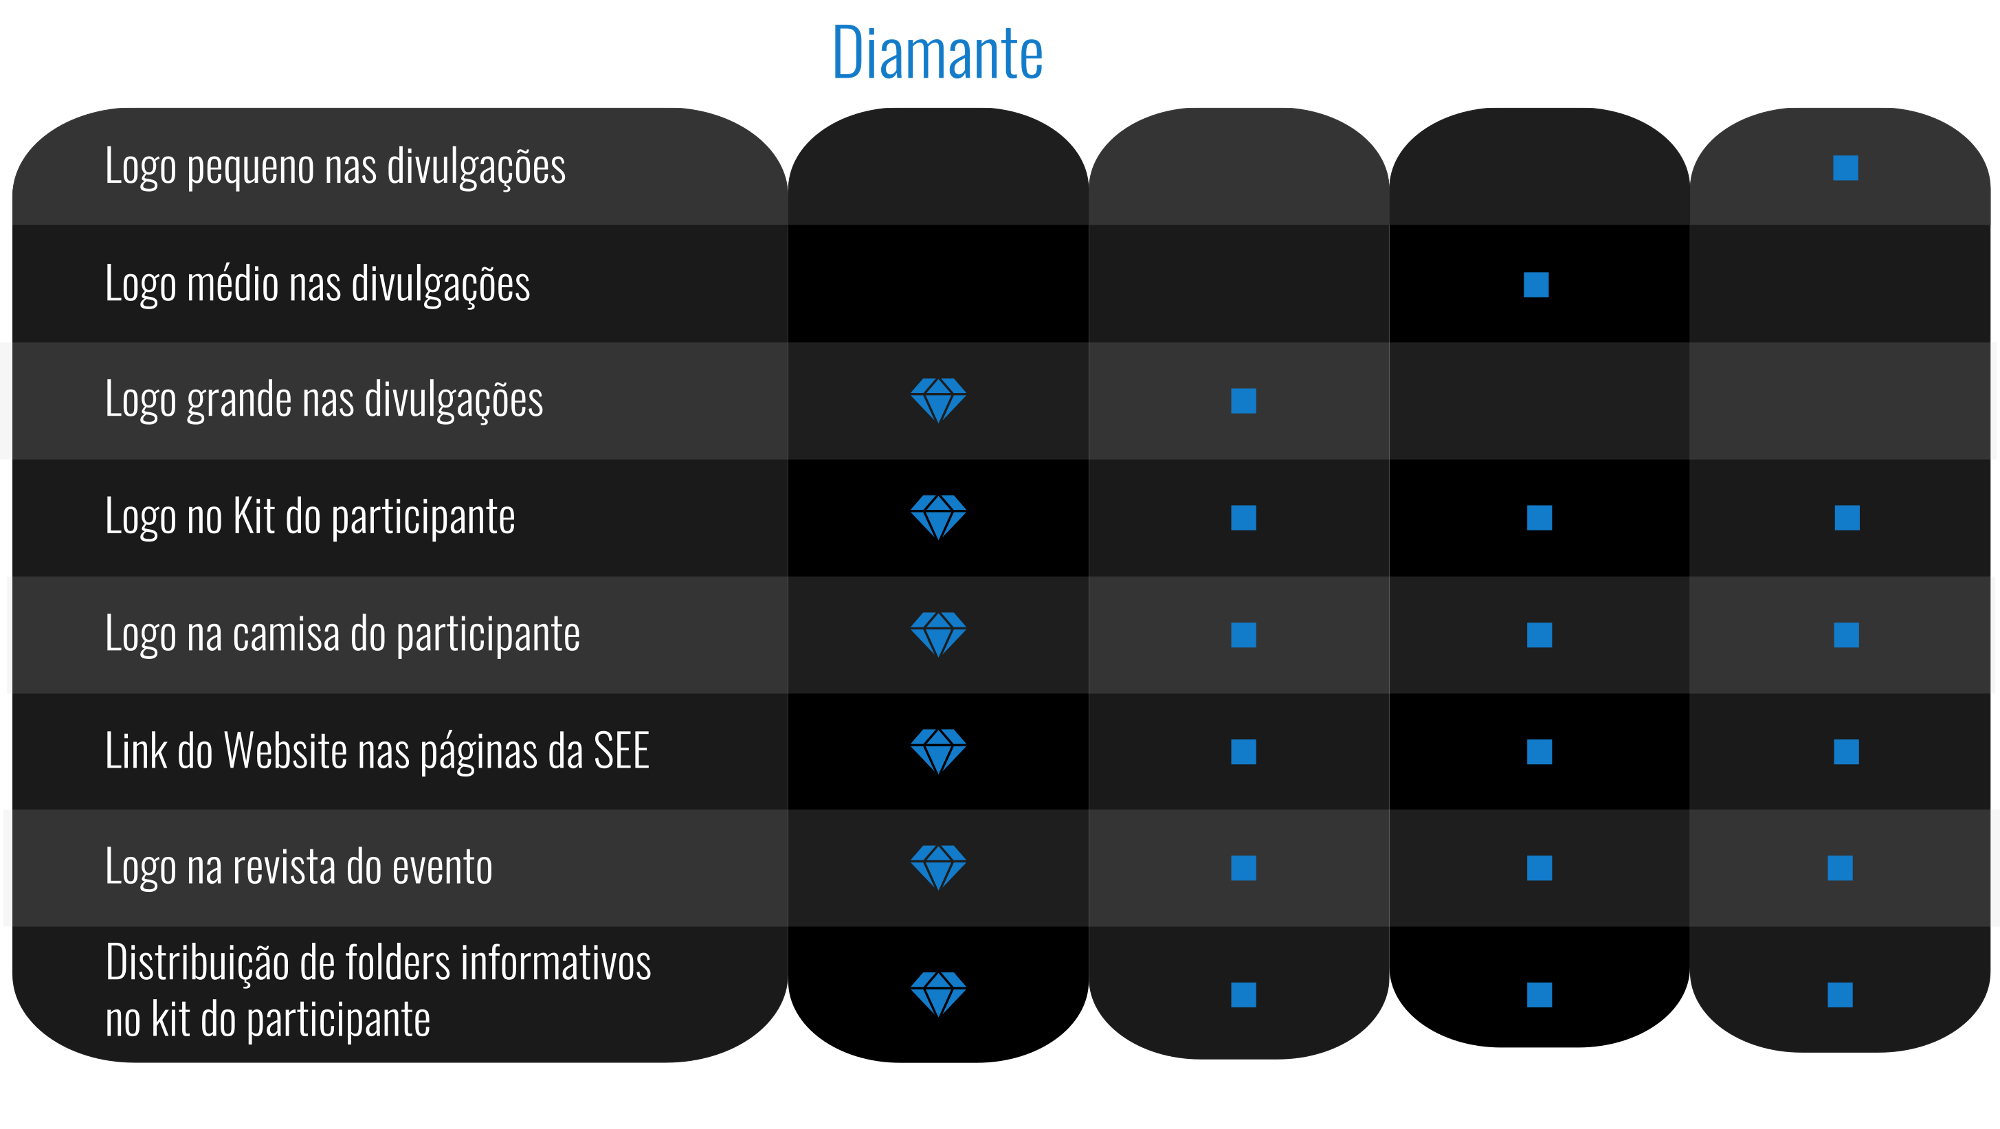 Diamante
Logo pequeno nas divulgações
Logo médio nas divulgações
Logo grande nas divulgações
Logo no Kit do participante
Logo na camisa do participante
Link do Website nas páginas da SEE
Logo na revista do evento
Distribuição de folders informativos
no kit do participante